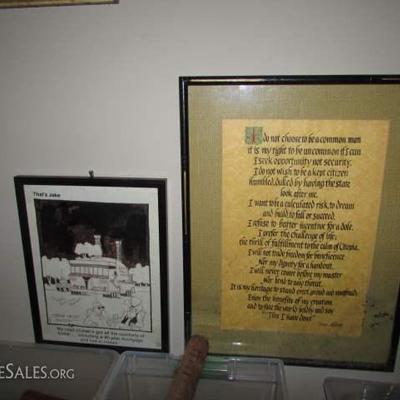 That's Jake
I do not choose to be a common man
it is my right to be uncommon if I can
I seek opportunity not security.
I do not wish to be a kept citizen
humbled, dulled by having the state
look after me.
I want to take a calculated risk, to dream
and build, to fail or succeed.
I refuse to barter incentive for a dole.
I prefer the challenge of life,
the thrill of fulfillment to the calm of Utopia.
I will not trade freedom for beneficence
Nor my dignity for a handout.
I will never cower before my master
Nor bend to any threat.
It is my heritage to stand erect, proud and unafraid;
Enjoy the benefits of my creation
and to face the world boldly and say
"This I have done"
eSales.org